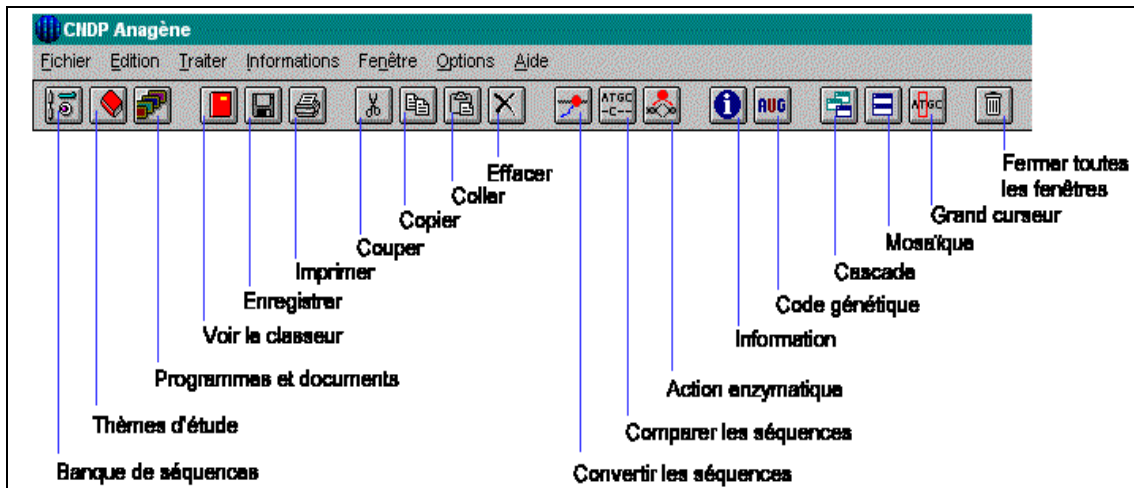 CNDP Anagène
Fichier Edition Traiter Informations Fenêtre Options Aide
ATGC
-C--
AUG
ATGC
Effacer
Coller
Copier
Couper
Imprimer
Enregistrer
Voir le classeur
Programmes et documents
Thèmes d'étude
Banque de séquences
Fermer toutes
les fenêtres
Grand curseur
Mosaïque
Cascade
Code génétique
Information
Action enzymatique
Comparer les séquences
Convertir les séquences